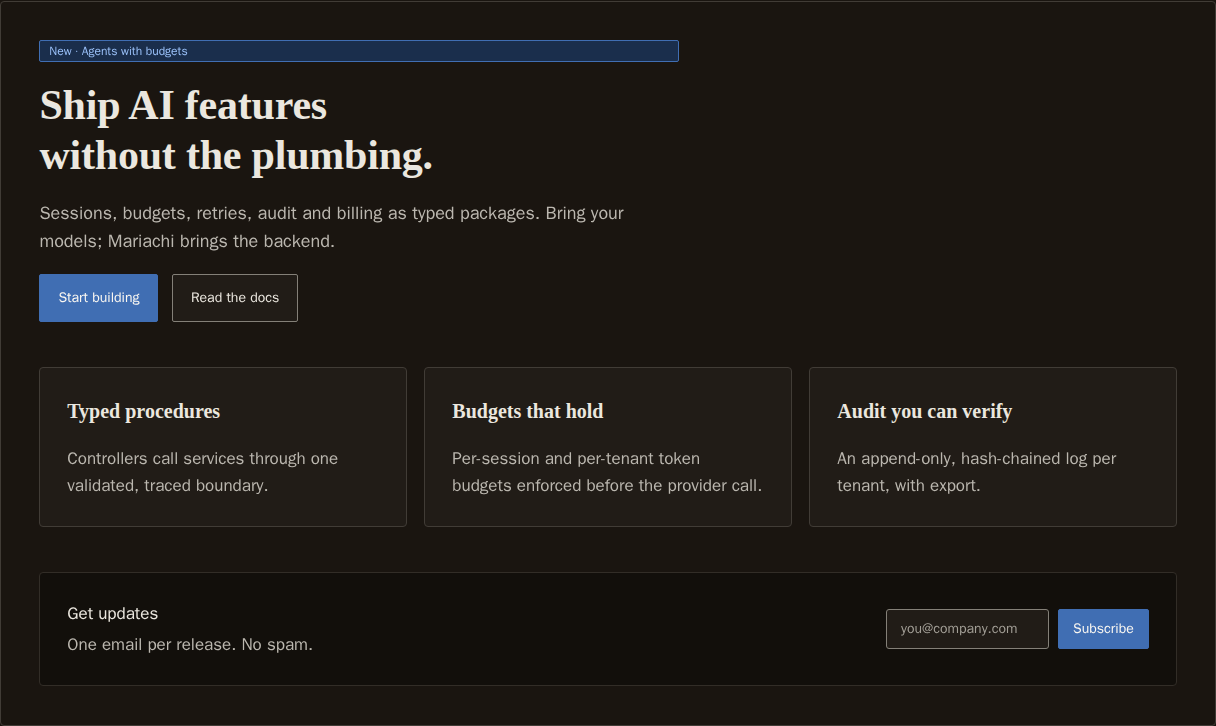 New · Agents with budgets
Ship AI features
without the plumbing.
Sessions, budgets, retries, audit and billing as typed packages. Bring your
models; Mariachi brings the backend.
Start building
Read the docs
Typed procedures
Controllers call services through one
validated, traced boundary.
Budgets that hold
Per-session and per-tenant token
budgets enforced before the provider call.
Audit you can verify
An append-only, hash-chained log per
tenant, with export.
Get updates
One email per release. No spam.
you@company.com
Subscribe